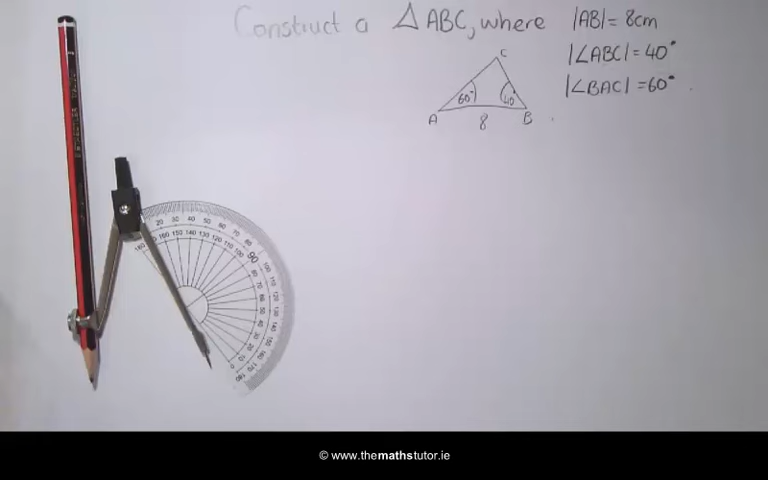 Construct a △ABC, where |AB| = 8cm
|∠ABC| = 40°
|∠BAC| = 60°
C
60° 40°
A 8 B
© www.themathstutor.ie